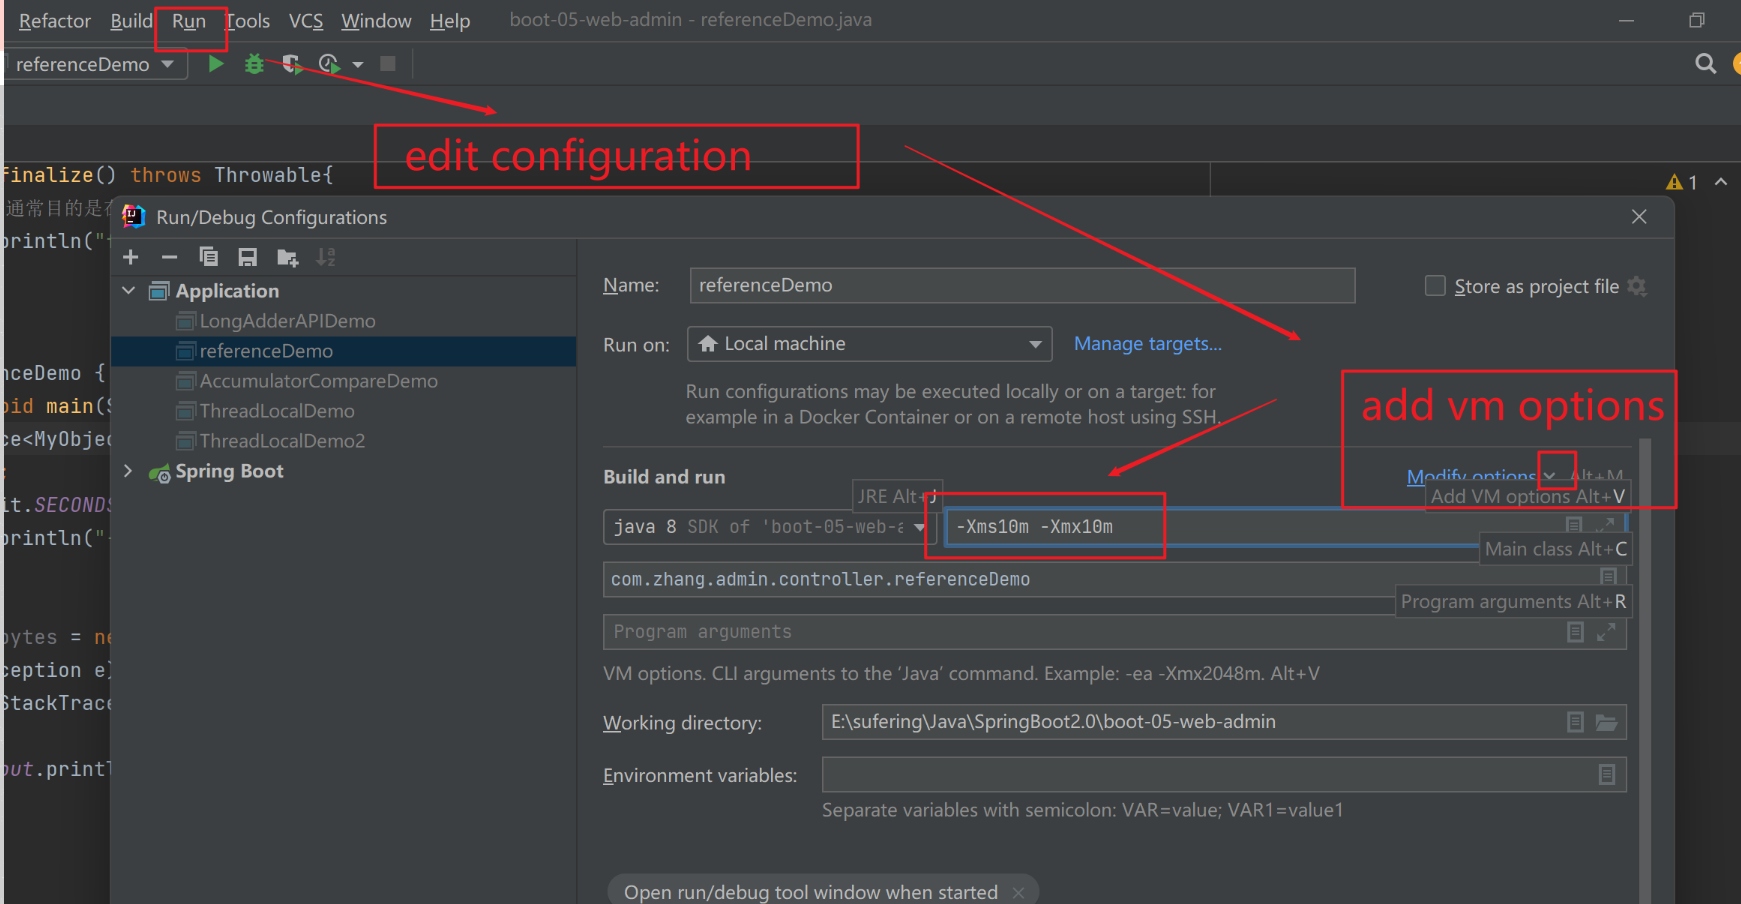 Refactor Build Run Tools VCS Window Help boot-05-web-admin - referenceDemo.java
referenceDemo
edit configuration
finalize() throws Throwable{
1
通常目的是在
println("
Run/Debug Configurations
Application
LongAdderAPIDemo
referenceDemo
AccumulatorCompareDemo
ThreadLocalDemo
ThreadLocalDemo2
Spring Boot
Name: referenceDemo Store as project file
Run on: Local machine Manage targets...
Run configurations may be executed locally or on a target: for
example in a Docker Container or on a remote host using SSH.
add vm options
Build and run Modify options Alt+M
JRE Alt+J Add VM options Alt+V
java 8 SDK of 'boot-05-web-a -Xms10m -Xmx10m
Main class Alt+C
com.zhang.admin.controller.referenceDemo
Program arguments Alt+R
Program arguments
VM options. CLI arguments to the ‘Java’ command. Example: -ea -Xmx2048m. Alt+V
Working directory: E:\sufering\Java\SpringBoot2.0\boot-05-web-admin
Environment variables:
Separate variables with semicolon: VAR=value; VAR1=value1
Open run/debug tool window when started
nceDemo {
oid main(S
ce<MyObjec
;
it.SECONDS
println("
bytes = ne
ception e)
StackTrace
out.printl